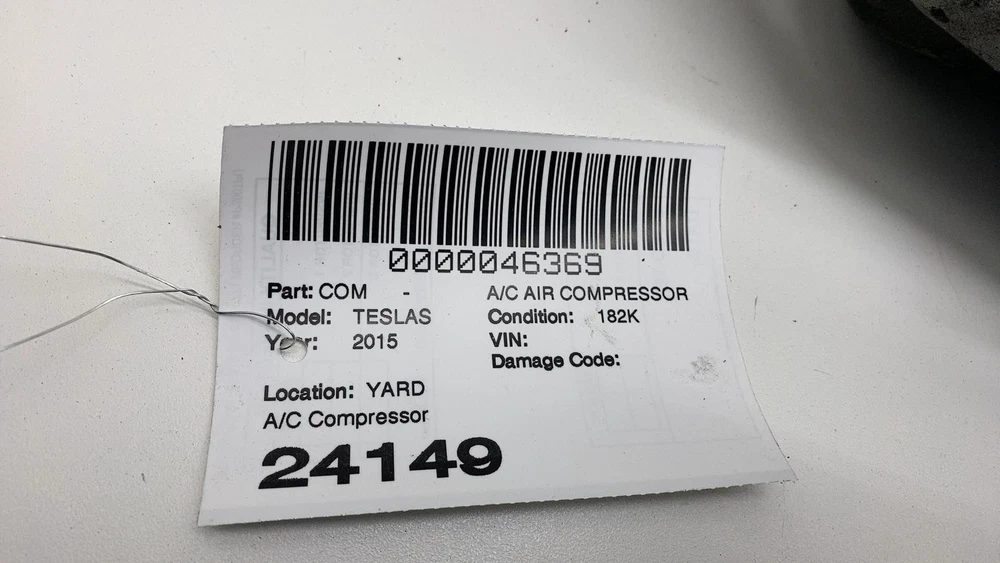 0000046369
Part: COM - A/C AIR COMPRESSOR
Model: TESLAS Condition: 182K
Year: 2015 VIN:
Damage Code:
Location: YARD
A/C Compressor
24149